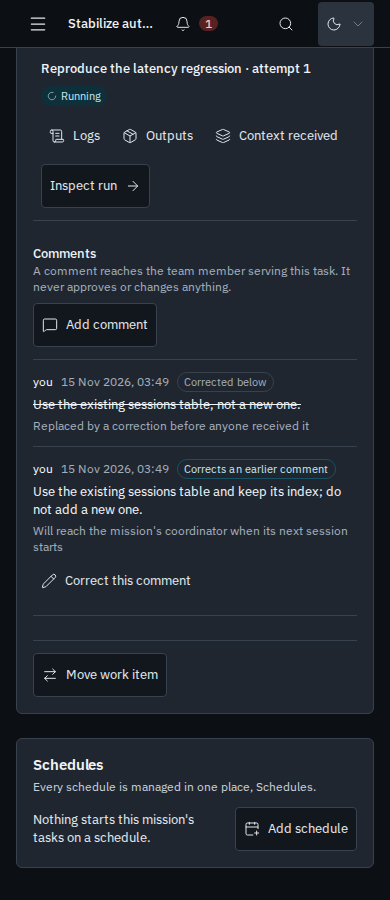 Stabilize aut...
1
Reproduce the latency regression · attempt 1
Running
Logs
Outputs
Context received
Inspect run
Comments
A comment reaches the team member serving this task. It
never approves or changes anything.
Add comment
you 15 Nov 2026, 03:49 Corrected below
Use the existing sessions table, not a new one.
Replaced by a correction before anyone received it
you 15 Nov 2026, 03:49 Corrects an earlier comment
Use the existing sessions table and keep its index; do
not add a new one.
Will reach the mission's coordinator when its next session
starts
Correct this comment
Move work item
Schedules
Every schedule is managed in one place, Schedules.
Nothing starts this mission's
tasks on a schedule.
Add schedule